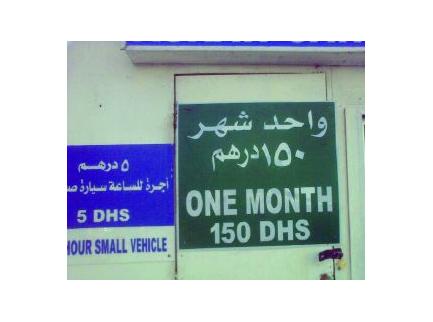 واحد شهر
١٥٠ درهم
ONE MONTH
150 DHS
٥ درهم
أجرة للساعة سيارة
5 DHS
HOUR SMALL VEHICLE